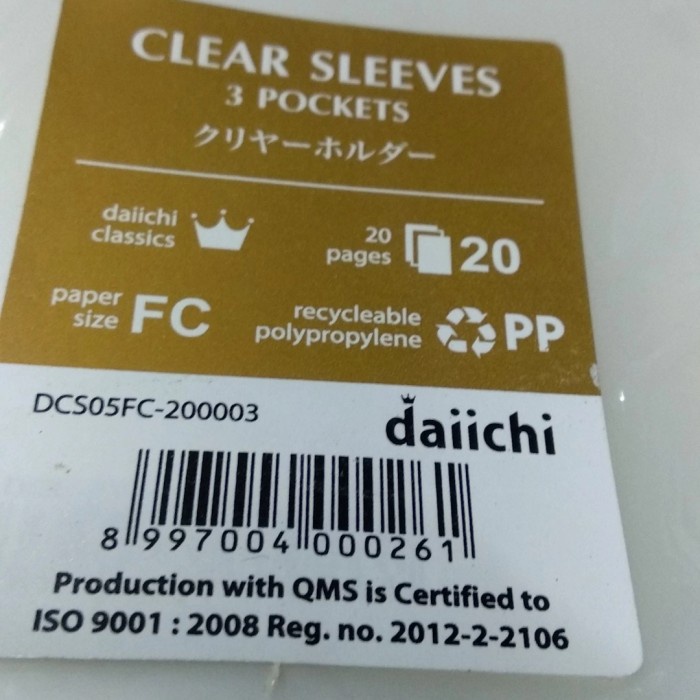 CLEAR SLEEVES
3 POCKETS
クリヤーホルダー
daiichi
classics
20
pages
20
paper
size
FC
recycleable
polypropylene
PP
DCS05FC-200003
daiichi
8 997004 000261
Production with QMS is Certified to
ISO 9001 : 2008 Reg. no. 2012-2-2106